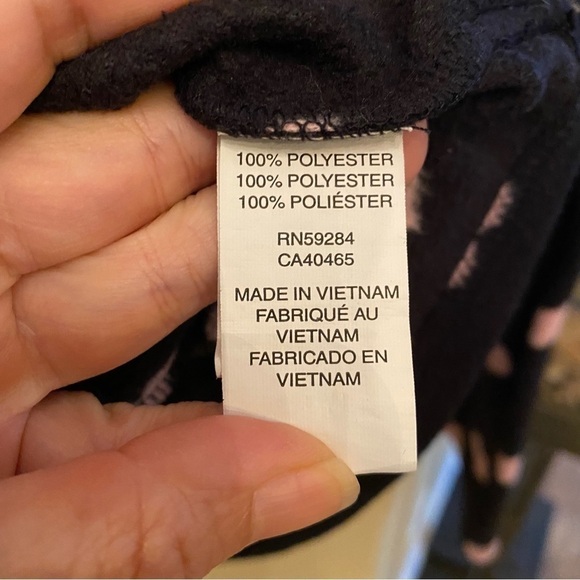 100% POLYESTER
100% POLYESTER
100% POLIÉSTER
RN59284
CA40465
MADE IN VIETNAM
FABRIQUÉ AU
VIETNAM
FABRICADO EN
VIETNAM